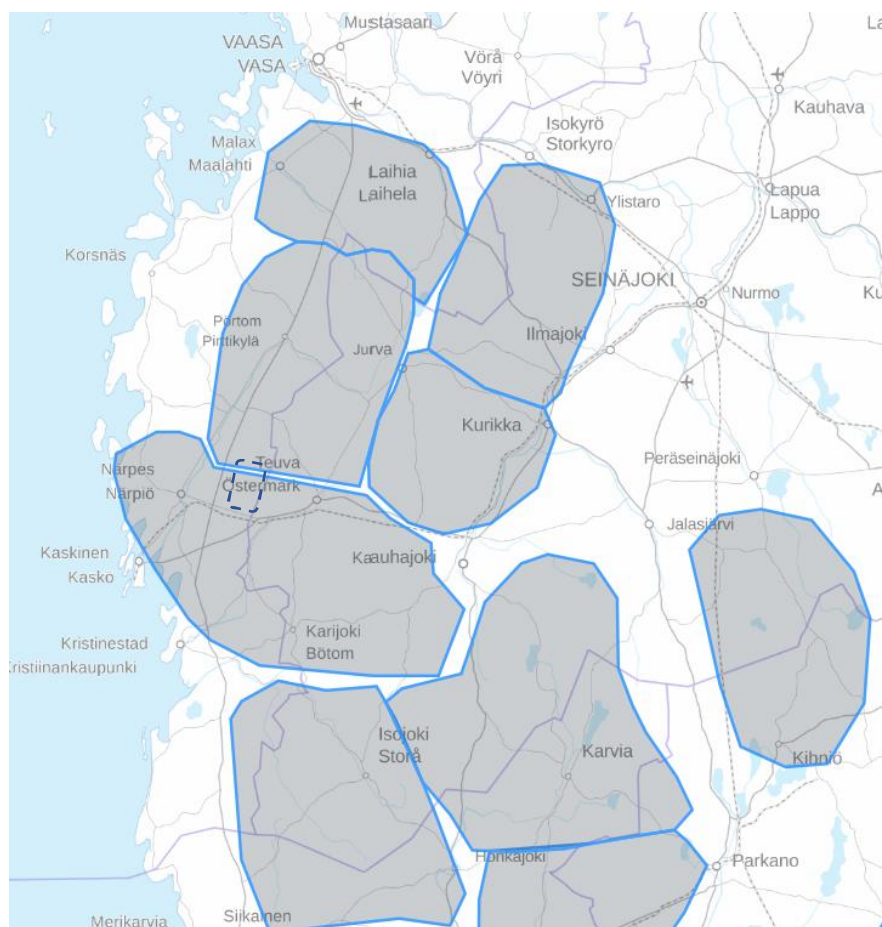 Mustasaari
VAASA
VASA
Vörå
Vöyri
Kauhava
Isokyrö
Storkyro
Malax
Maalahti
Laihia
Laihela
Lapua
Lappo
Ylistaro
Korsnäs
SEINÄJOKI
Nurmo
Ku
Pörtom
Pirttikylä
Jurva
Ilmajoki
Kurikka
Närpes
Närpiö
Teuva
Östermark
Peräseinäjoki
Jalasjärvi
Kaskinen
Kaskö
Kauhajoki
Kristinestad
Kristiinankaupunki
Karijoki
Bötom
Isojoki
Storå
Karvia
Kihniö
Honkajoki
Parkano
Merikarvia
Siikainen